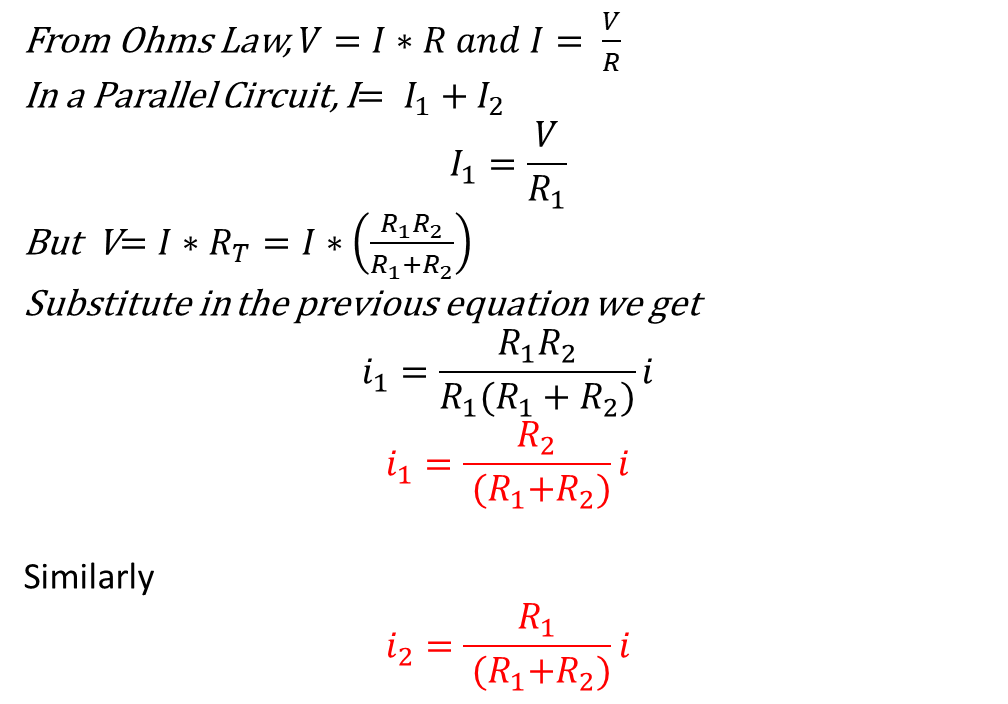 From Ohms Law, V = I ∗ R and I = V/R
In a Parallel Circuit, I= I₁ + I₂
I₁ = V/R₁
But V= I ∗ R_T = I ∗ (R₁R₂/(R₁+R₂))
Substitute in the previous equation we get
i₁ = R₁R₂/(R₁(R₁ + R₂)) i
i₁ = R₂/(R₁+R₂) i
Similarly
i₂ = R₁/(R₁+R₂) i